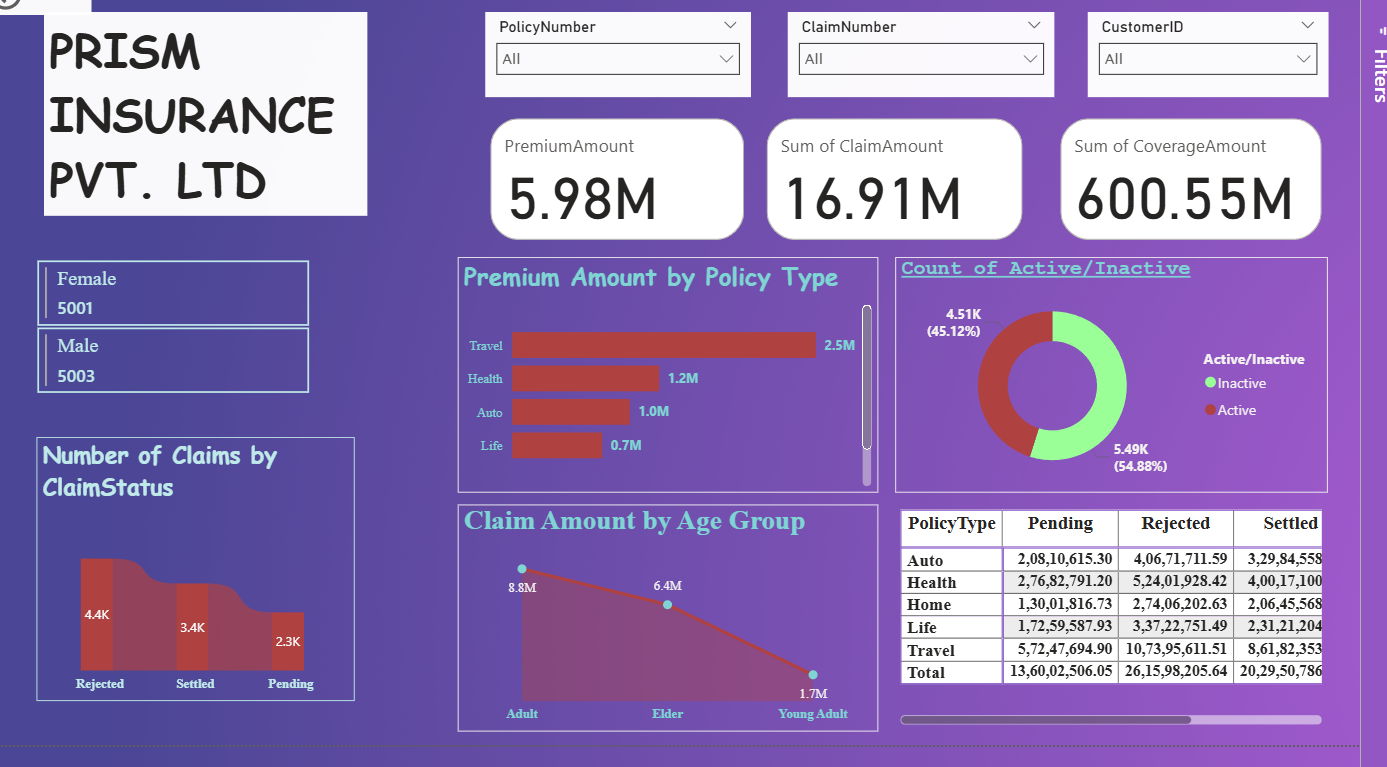 PRISM
INSURANCE
PVT. LTD
PolicyNumber
All
ClaimNumber
All
CustomerID
All
Filters
PremiumAmount
5.98M
Sum of ClaimAmount
16.91M
Sum of CoverageAmount
600.55M
Female
5001
Male
5003
Number of Claims by
ClaimStatus
4.4K
3.4K
2.3K
Rejected Settled Pending
Premium Amount by Policy Type
Travel 2.5M
Health 1.2M
Auto 1.0M
Life 0.7M
Count of Active/Inactive
4.51K
(45.12%)
5.49K
(54.88%)
Active/Inactive
Inactive
Active
Claim Amount by Age Group
8.8M
6.4M
1.7M
Adult Elder Young Adult
PolicyType Pending Rejected Settled
Auto 2,08,10,615.30 4,06,71,711.59 3,29,84,558
Health 2,76,82,791.20 5,24,01,928.42 4,00,17,100
Home 1,30,01,816.73 2,74,06,202.63 2,06,45,568
Life 1,72,59,587.93 3,37,22,751.49 2,31,21,204
Travel 5,72,47,694.90 10,73,95,611.51 8,61,82,353
Total 13,60,02,506.05 26,15,98,205.64 20,29,50,786